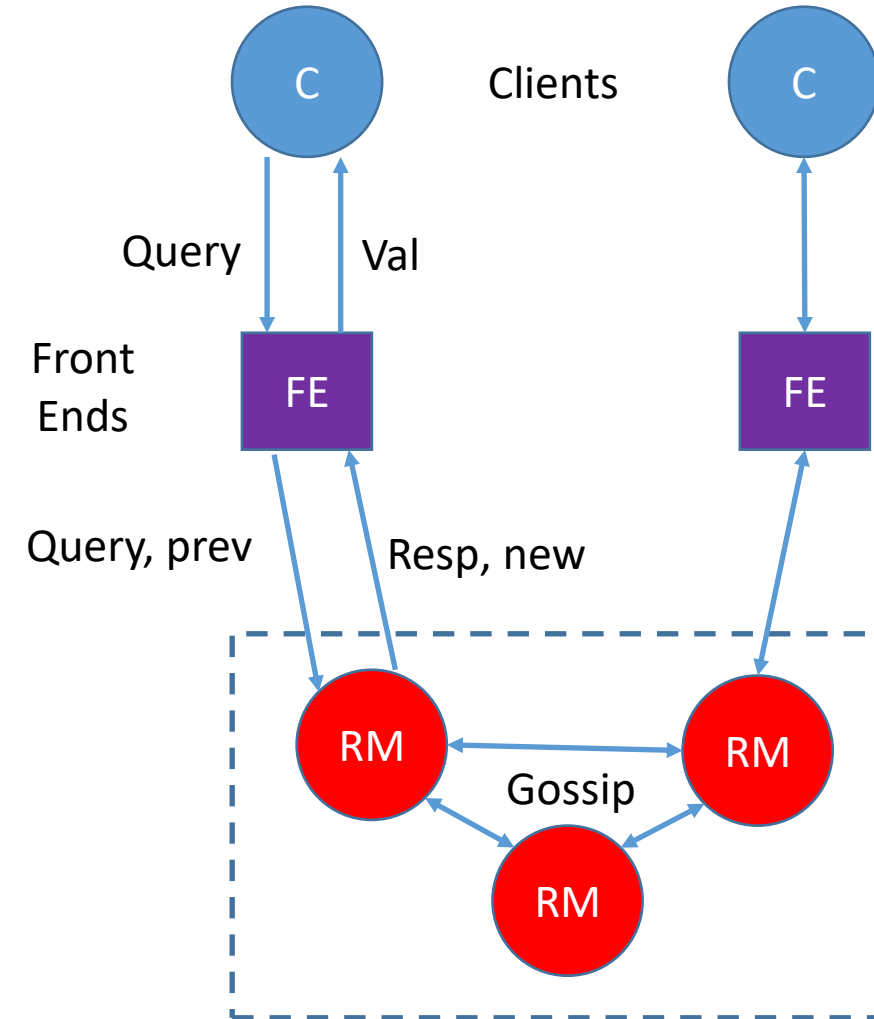 C
Clients
C
Query
Val
Front
Ends
FE
FE
Query, prev
Resp, new
RM
RM
Gossip
RM